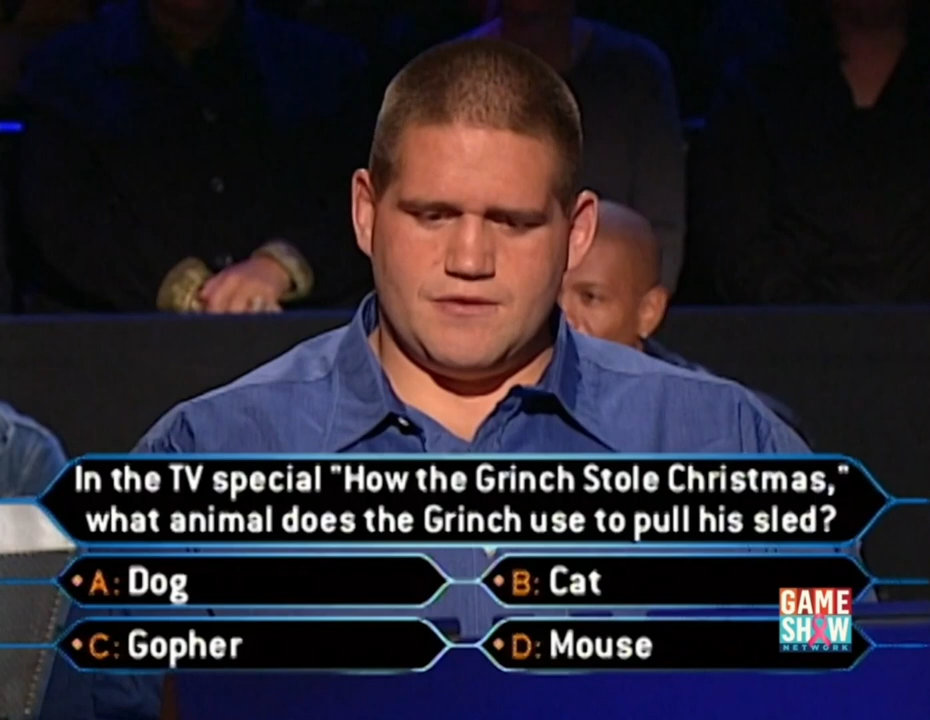 In the TV special "How the Grinch Stole Christmas,"
what animal does the Grinch use to pull his sled?
A: Dog
B: Cat
C: Gopher
D: Mouse
GAME
SHOW
NETWORK